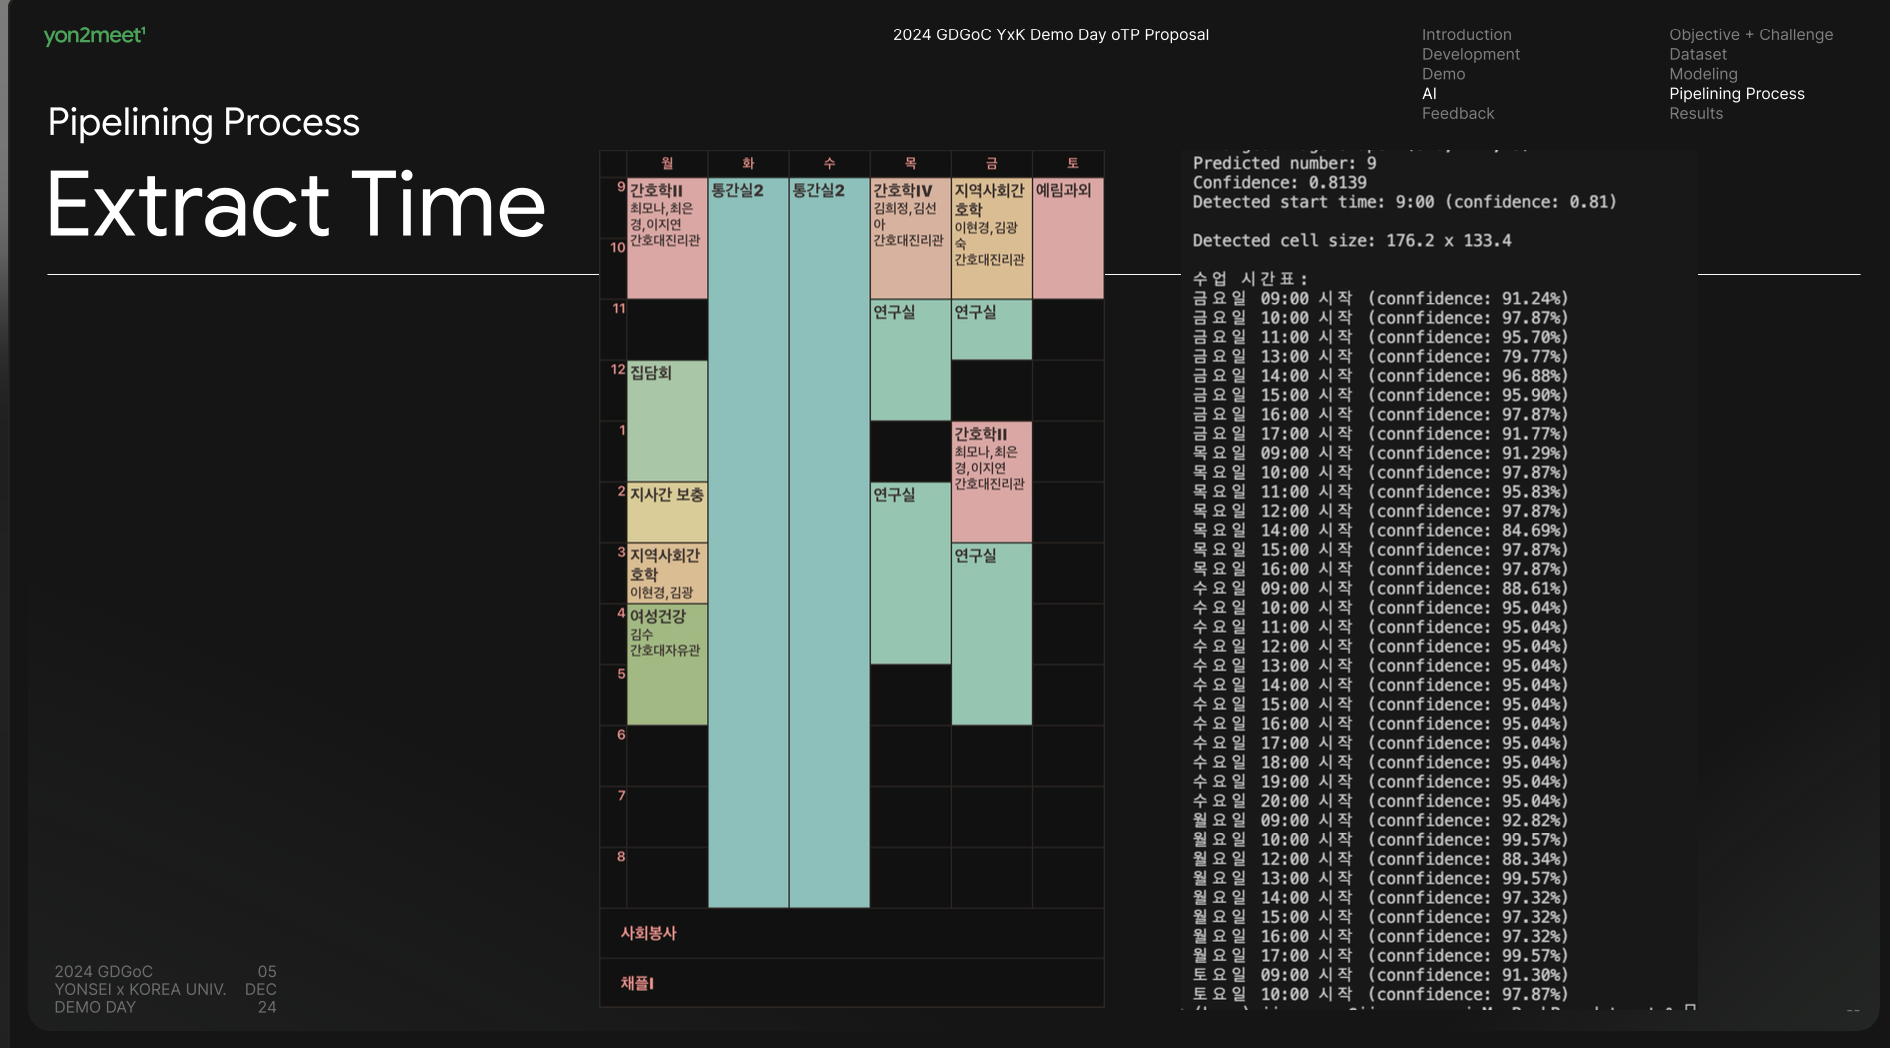 yon2meet¹
2024 GDGoC YxK Demo Day oTP Proposal
Introduction
Development
Demo
AI
Feedback
Objective + Challenge
Dataset
Modeling
Pipelining Process
Results
Pipelining Process
Extract Time
월 화 수 목 금 토
9
10
11
12
1
2
3
4
5
6
7
8
간호학II
최모나,최은
경,이지연
간호대진리관
집담회
지사간 보충
지역사회간
호학
이현경,김광
여성건강
김수
간호대자유관
통간실2
통간실2
간호학IV
김희정,김선
아
간호대진리관
연구실
연구실
지역사회간
호학
이현경,김광
숙
간호대진리관
연구실
간호학II
최모나,최은
경,이지연
간호대진리관
연구실
예림과외
사회봉사
채플I
Predicted number: 9
Confidence: 0.8139
Detected start time: 9:00 (confidence: 0.81)
Detected cell size: 176.2 x 133.4
수업 시간표:
금요일 09:00 시작 (connfidence: 91.24%)
금요일 10:00 시작 (connfidence: 97.87%)
금요일 11:00 시작 (connfidence: 95.70%)
금요일 13:00 시작 (connfidence: 79.77%)
금요일 14:00 시작 (connfidence: 96.88%)
금요일 15:00 시작 (connfidence: 95.90%)
금요일 16:00 시작 (connfidence: 97.87%)
금요일 17:00 시작 (connfidence: 91.77%)
목요일 09:00 시작 (connfidence: 91.29%)
목요일 10:00 시작 (connfidence: 97.87%)
목요일 11:00 시작 (connfidence: 95.83%)
목요일 12:00 시작 (connfidence: 97.87%)
목요일 14:00 시작 (connfidence: 84.69%)
목요일 15:00 시작 (connfidence: 97.87%)
목요일 16:00 시작 (connfidence: 97.87%)
수요일 09:00 시작 (connfidence: 88.61%)
수요일 10:00 시작 (connfidence: 95.04%)
수요일 11:00 시작 (connfidence: 95.04%)
수요일 12:00 시작 (connfidence: 95.04%)
수요일 13:00 시작 (connfidence: 95.04%)
수요일 14:00 시작 (connfidence: 95.04%)
수요일 15:00 시작 (connfidence: 95.04%)
수요일 16:00 시작 (connfidence: 95.04%)
수요일 17:00 시작 (connfidence: 95.04%)
수요일 18:00 시작 (connfidence: 95.04%)
수요일 19:00 시작 (connfidence: 95.04%)
수요일 20:00 시작 (connfidence: 95.04%)
월요일 09:00 시작 (connfidence: 92.82%)
월요일 10:00 시작 (connfidence: 99.57%)
월요일 12:00 시작 (connfidence: 88.34%)
월요일 13:00 시작 (connfidence: 99.57%)
월요일 14:00 시작 (connfidence: 97.32%)
월요일 15:00 시작 (connfidence: 97.32%)
월요일 16:00 시작 (connfidence: 97.32%)
월요일 17:00 시작 (connfidence: 99.57%)
토요일 09:00 시작 (connfidence: 91.30%)
토요일 10:00 시작 (connfidence: 97.87%)
2024 GDGoC 05
YONSEI x KOREA UNIV. DEC
DEMO DAY 24